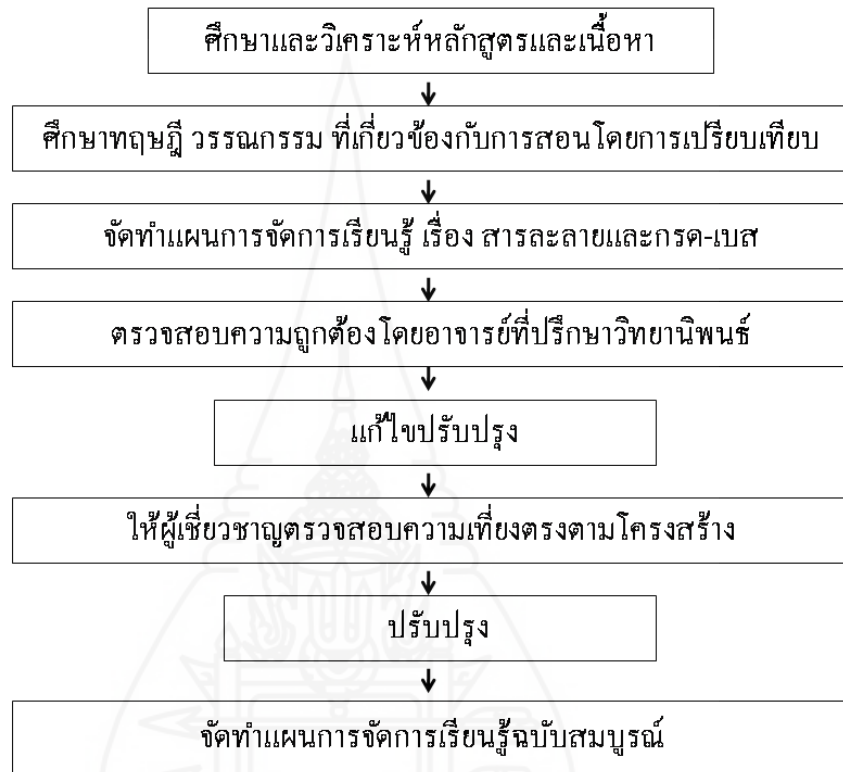 ศึกษาและวิเคราะห์หลักสูตรและเนื้อหา
ศึกษาทฤษฎี วรรณกรรม ที่เกี่ยวข้องกับการสอนโดยการเปรียบเทียบ
จัดทำแผนการจัดการเรียนรู้ เรื่อง สารละลายและกรด-เบส
ตรวจสอบความถูกต้องโดยอาจารย์ที่ปรึกษาวิทยานิพนธ์
แก้ไขปรับปรุง
ให้ผู้เชี่ยวชาญตรวจสอบความเที่ยงตรงตามโครงสร้าง
ปรับปรุง
จัดทำแผนการจัดการเรียนรู้ฉบับสมบูรณ์